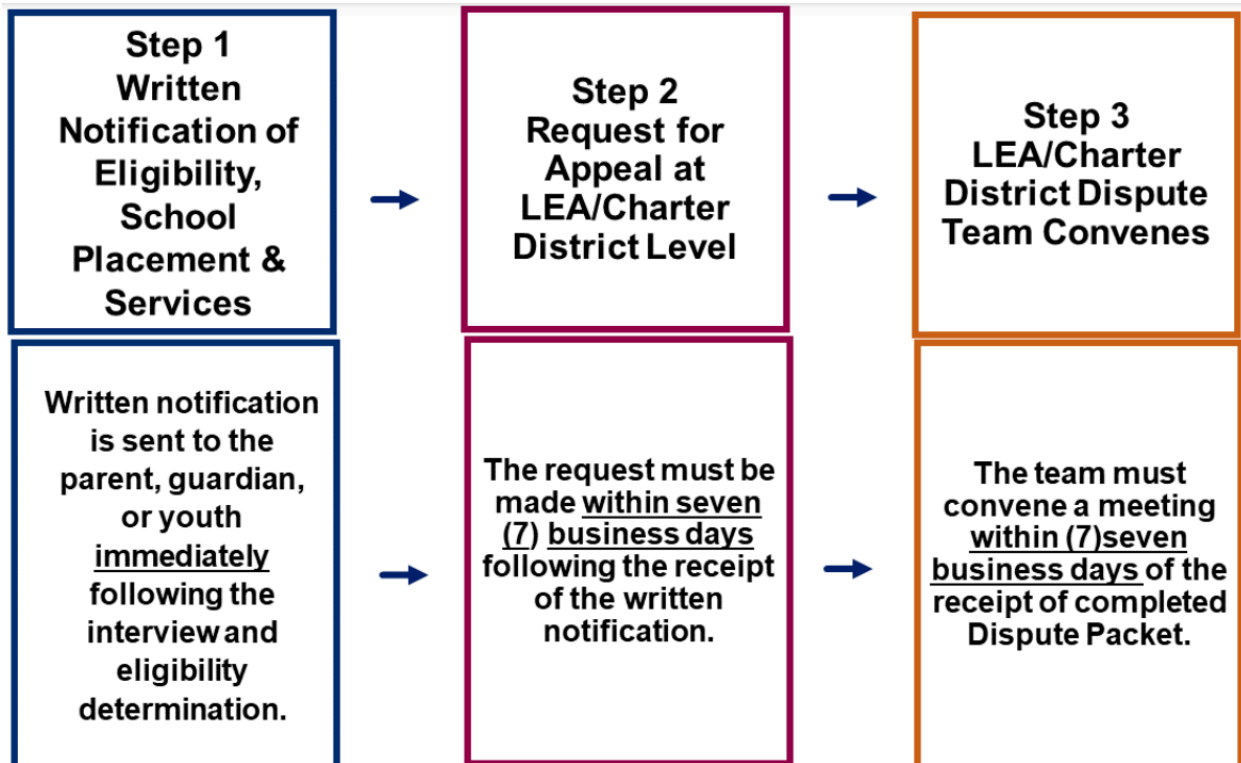 Step 1
Written
Notification of
Eligibility,
School
Placement &
Services
Step 2
Request for
Appeal at
LEA/Charter
District Level
Step 3
LEA/Charter
District Dispute
Team Convenes
Written notification
is sent to the
parent, guardian,
or youth
immediately
following the
interview and
eligibility
determination.
The request must be
made within seven
(7) business days
following the receipt
of the written
notification.
The team must
convene a meeting
within (7)seven
business days of the
receipt of completed
Dispute Packet.